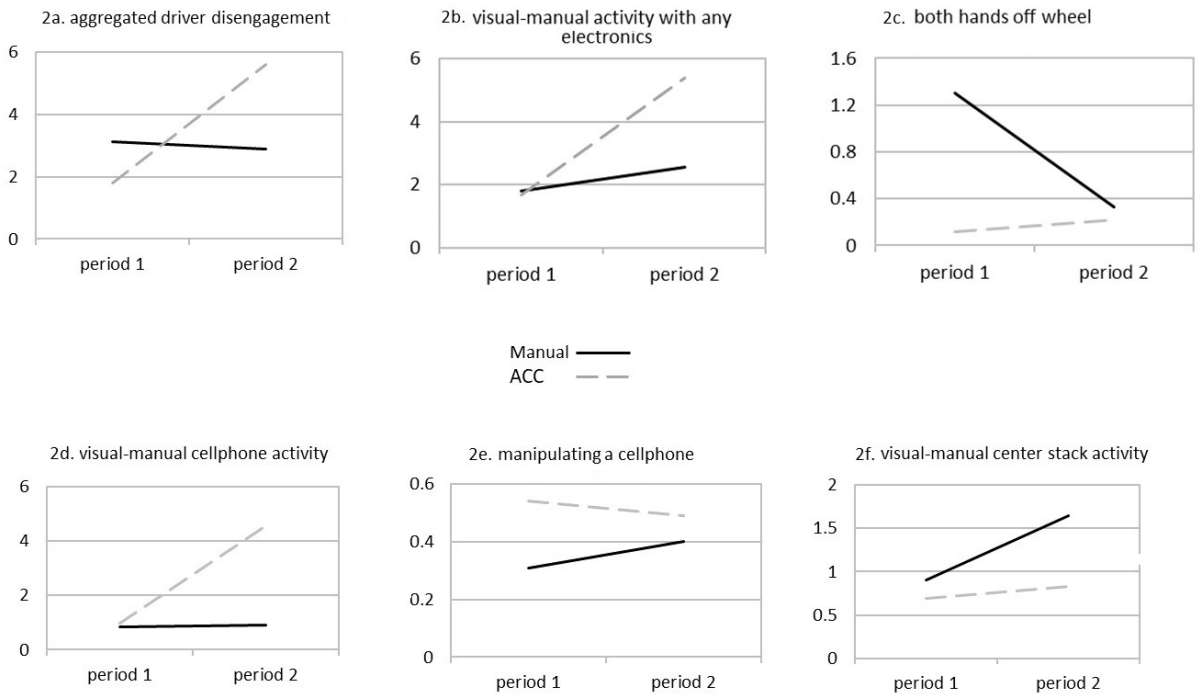 2a. aggregated driver disengagement
6
4
2
0
period 1 period 2
2b. visual-manual activity with any
electronics
6
4
2
0
period 1 period 2
2c. both hands off wheel
1.6
1.2
0.8
0.4
0
period 1 period 2
Manual
ACC
2d. visual-manual cellphone activity
6
4
2
0
period 1 period 2
2e. manipulating a cellphone
0.6
0.4
0.2
0
period 1 period 2
2f. visual-manual center stack activity
2
1.5
1
0.5
0
period 1 period 2